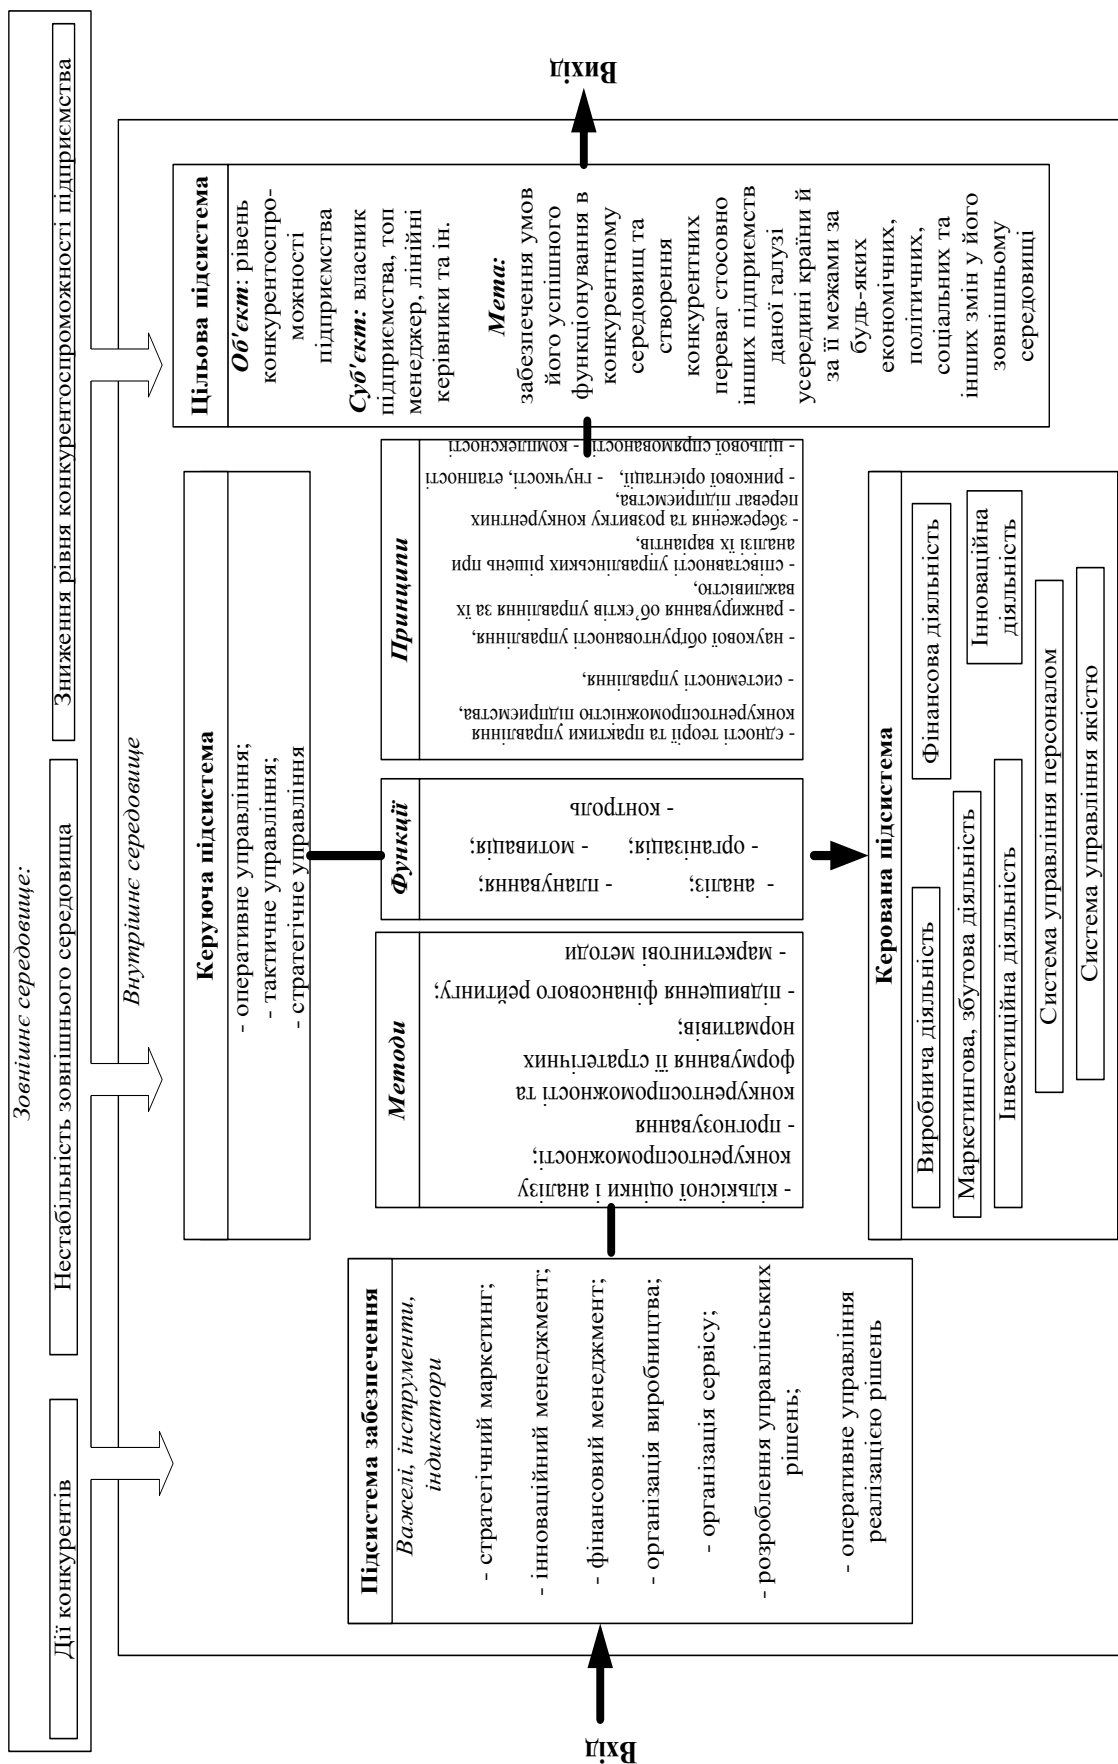 Зовнішнє середовище:
Дії конкурентів
Нестабільність зовнішнього середовища
Зниження рівня конкурентоспроможності підприємства
Внутрішнє середовище
Вхід
Підсистема забезпечення
Важелі, інструменти,
індикатори
- стратегічний маркетинг;
- інноваційний менеджмент;
- фінансовий менеджмент;
- організація виробництва;
- організація сервісу;
- розроблення управлінських
рішень;
- оперативне управління
реалізацією рішень
Керуюча підсистема
- оперативне управління;
- тактичне управління;
- стратегічне управління
Методи
- кількісної оцінки і аналізу
конкурентоспроможності;
- прогнозування
конкурентоспроможності та
формування її стратегічних
нормативів;
- підвищення фінансового рейтингу;
- маркетингові методи
Функції
- аналіз; - планування;
- організація; - мотивація;
- контроль
Принципи
- єдності теорії та практики управління
конкурентоспроможністю підприємства,
- системності управління,
- наукової обґрунтованості управління,
- ранжирування об'єктів управління за їх
важливістю,
- співставності управлінських рішень при
аналізі їх варіантів,
- збереження та розвитку конкурентних
переваг підприємства,
- ринкової орієнтації, - гнучкості, етапності
- цільової спрямованості - комплексності
Керована підсистема
Виробнича діяльність
Фінансова діяльність
Маркетингова, збутова діяльність
Інвестиційна діяльність
Інноваційна
діяльність
Система управління персоналом
Система управління якістю
Цільова підсистема
Об'єкт: рівень
конкурентоспро-
можності
підприємства
Суб'єкт: власник
підприємства, топ
менеджер, лінійні
керівники та ін.
Мета:
забезпечення умов
його успішного
функціонування в
конкурентному
середовищ та
створення
конкурентних
переваг стосовно
інших підприємств
даної галузі
усередині країни й
за її межами за
будь-яких
економічних,
політичних,
соціальних та
інших змін у його
зовнішньому
середовищі
Вихід